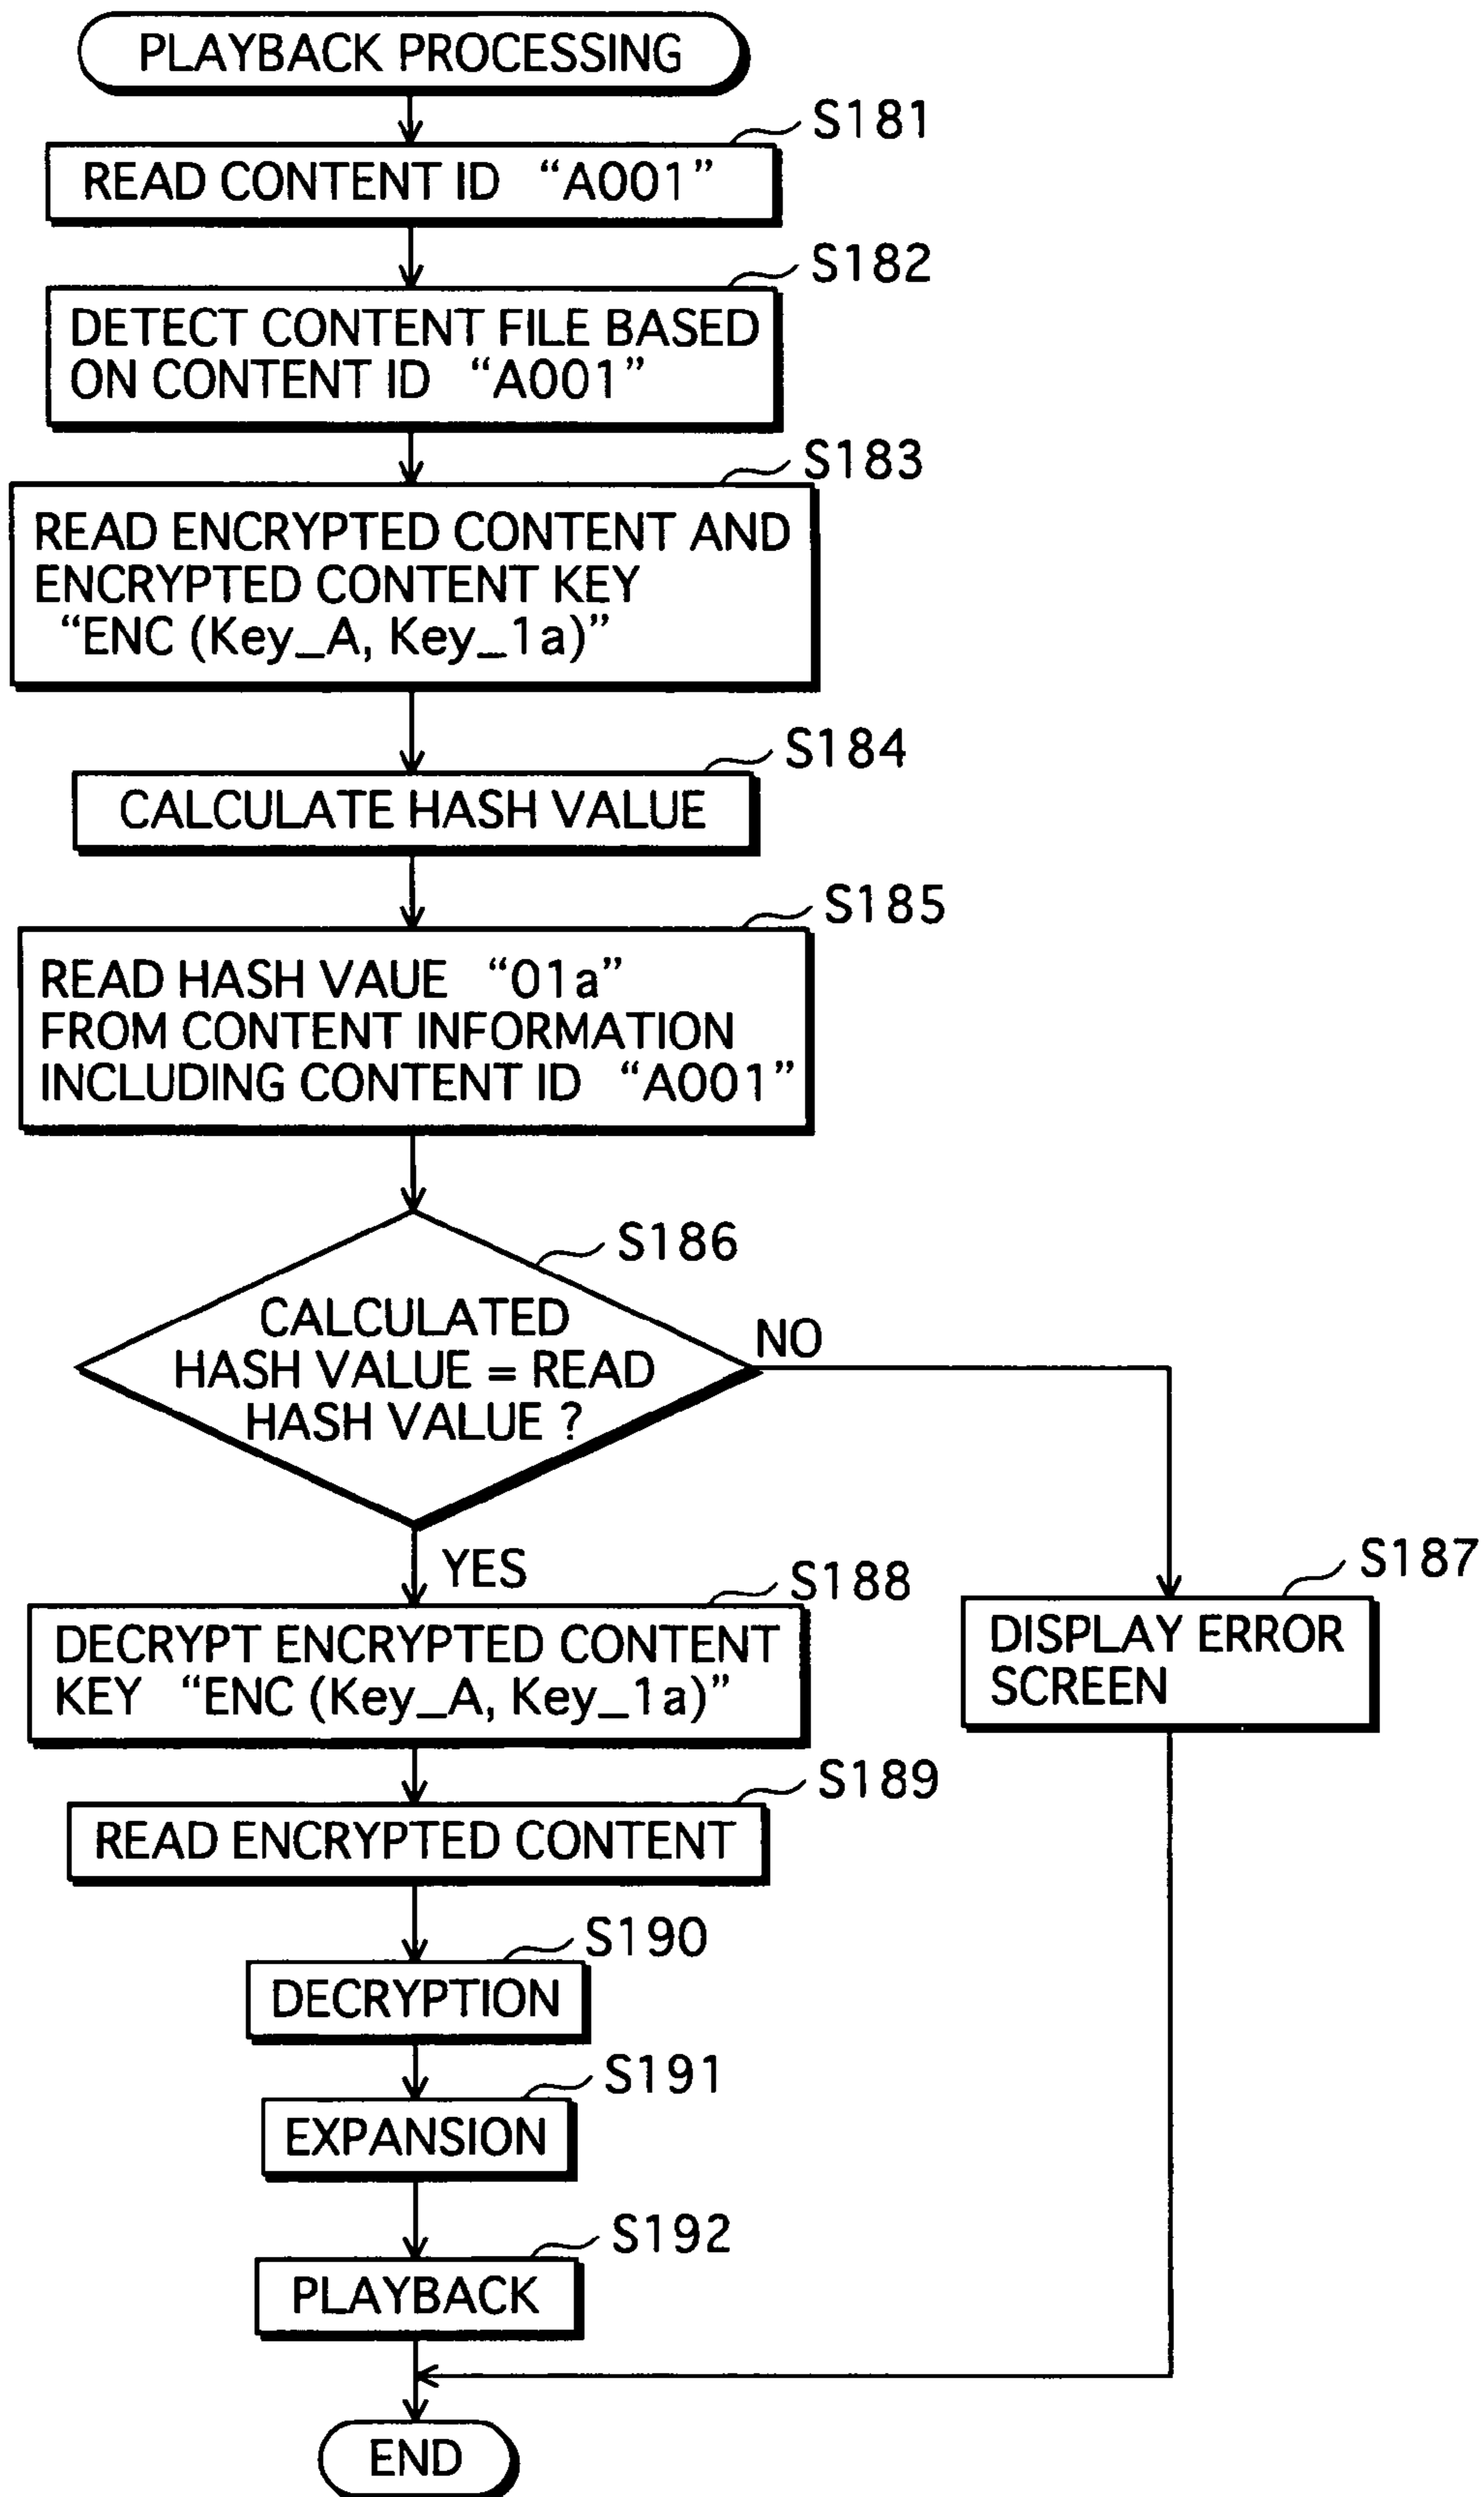 PLAYBACK PROCESSING
S181
READ CONTENT ID “A001”
S182
DETECT CONTENT FILE BASED
ON CONTENT ID “A001”
S183
READ ENCRYPTED CONTENT AND
ENCRYPTED CONTENT KEY
“ENC (Key_A, Key_1a)”
S184
CALCULATE HASH VALUE
S185
READ HASH VAUE “01a”
FROM CONTENT INFORMATION
INCLUDING CONTENT ID “A001”
S186
CALCULATED
HASH VALUE = READ
HASH VALUE ?
NO
YES
S187
DISPLAY ERROR
SCREEN
S188
DECRYPT ENCRYPTED CONTENT
KEY “ENC (Key_A, Key_1a)”
S189
READ ENCRYPTED CONTENT
S190
DECRYPTION
S191
EXPANSION
S192
PLAYBACK
END